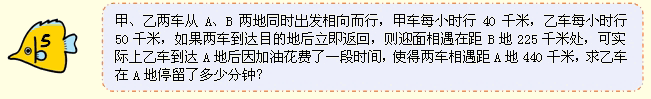 5
甲、乙两车从 A、B 两地同时出发相向而行，甲车每小时行 40 千米，乙车每小时行
50 千米，如果两车到达目的地后立即返回，则迎面相遇在距 B 地 225 千米处，可实
际上乙车到达 A 地后因加油花费了一段时间，使得两车相遇距 A 地 440 千米，求乙车
在 A 地停留了多少分钟?